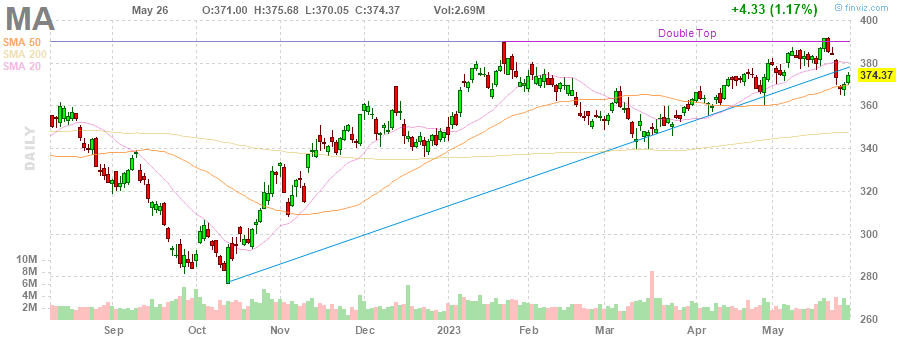 MA
May 26 O:371.00 H:375.68 L:370.05 C:374.37 Vol:2.69M +4.33 (1.17%)
© finviz.com
SMA 50
SMA 200
SMA 20
Double Top
DAILY
400
380
374.37
360
340
320
300
280
260
10M
8M
6M
4M
2M
Sep Oct Nov Dec 2023 Feb Mar Apr May